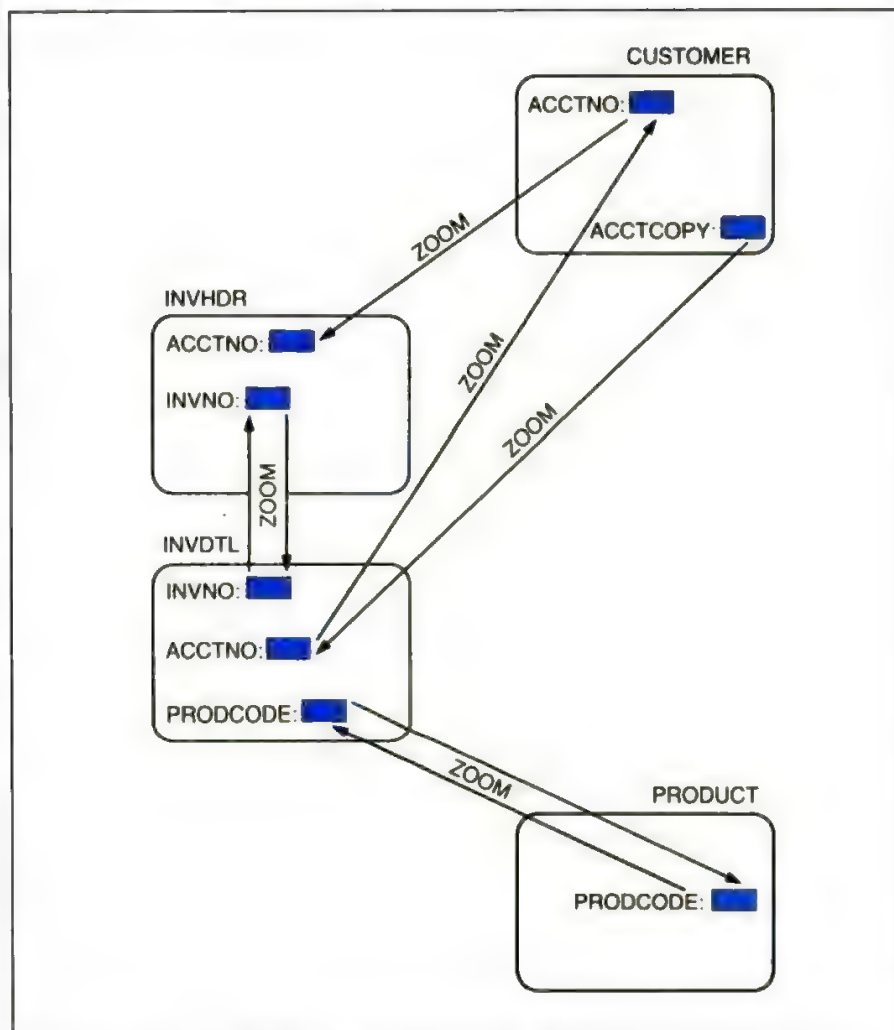 CUSTOMER
ACCTNO:
ACCTCOPY:
ZOOM
INVHDR
ACCTNO:
INVNO:
ZOOM
ZOOM
ZOOM
INVDTL
INVNO:
ACCTNO:
PRODCODE:
ZOOM
PRODUCT
PRODCODE: